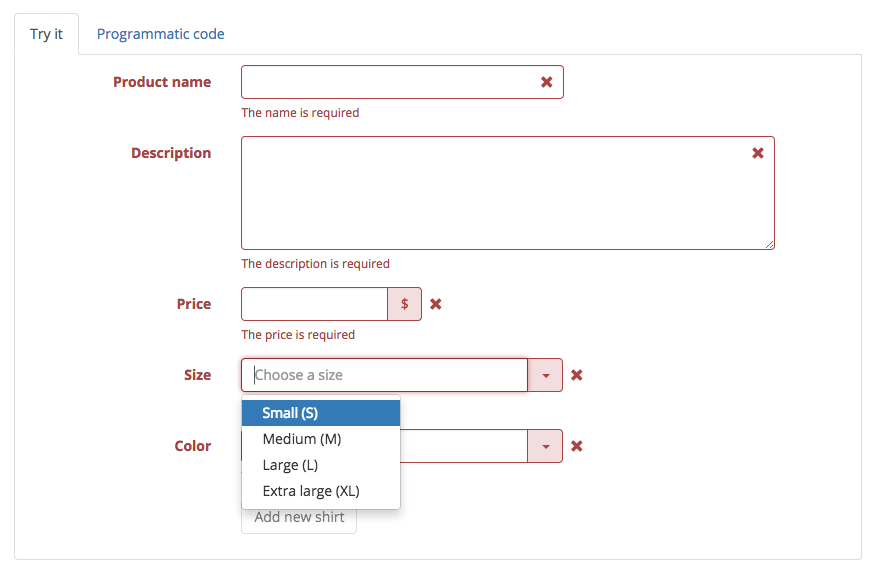 Try it Programmatic code
Product name
The name is required
Description
The description is required
Price $
The price is required
Size Choose a size
Small (S)
Medium (M)
Color
Large (L)
Extra large (XL)
Add new shirt